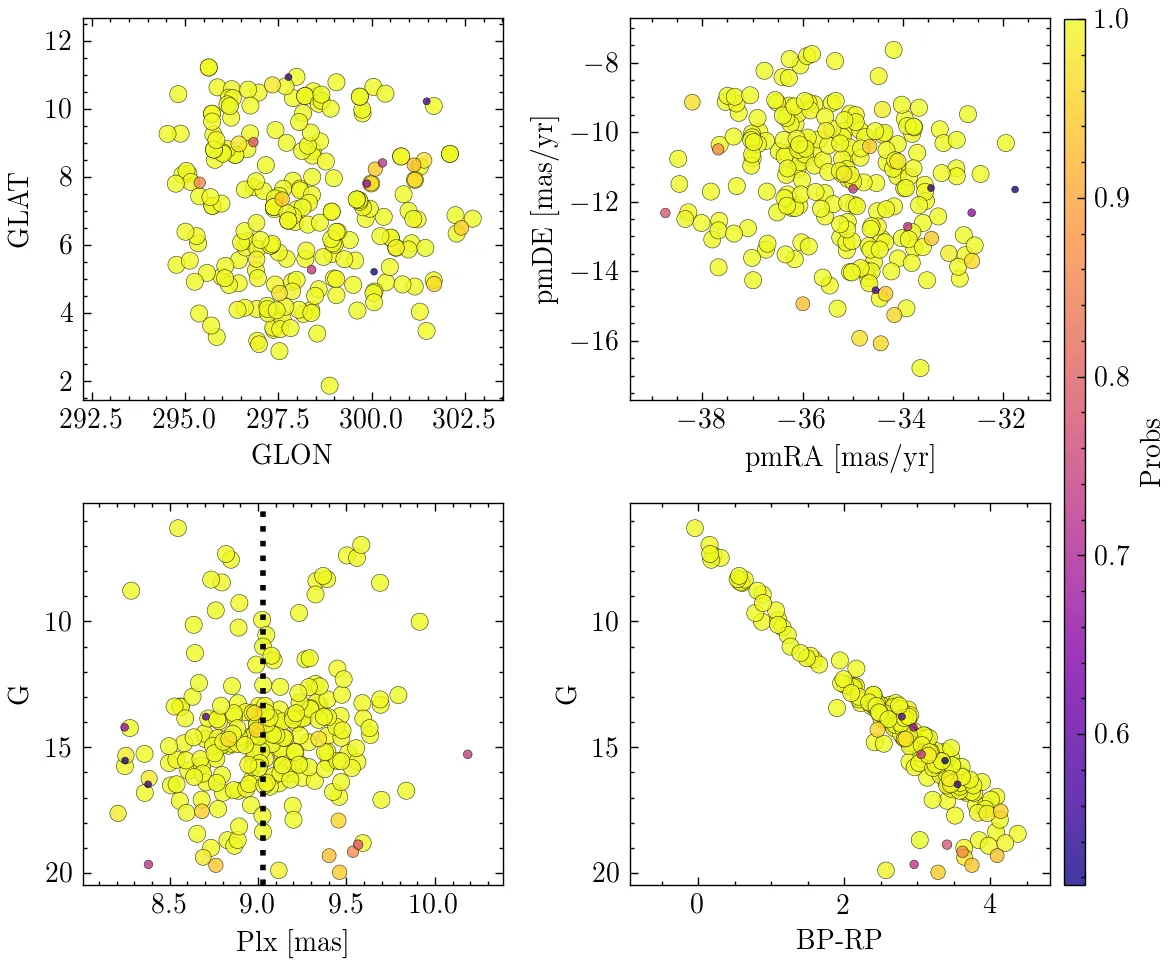 12
10
8
6
4
2
292.5 295.0 297.5 300.0 302.5
GLON
GLAT
−8
−10
−12
−14
−16
−38 −36 −34 −32
pmRA [mas/yr]
pmDE [mas/yr]
10
15
20
8.5 9.0 9.5 10.0
Plx [mas]
G
10
15
20
0 2 4
BP-RP
G
1.0
0.9
0.8
0.7
0.6
Probs